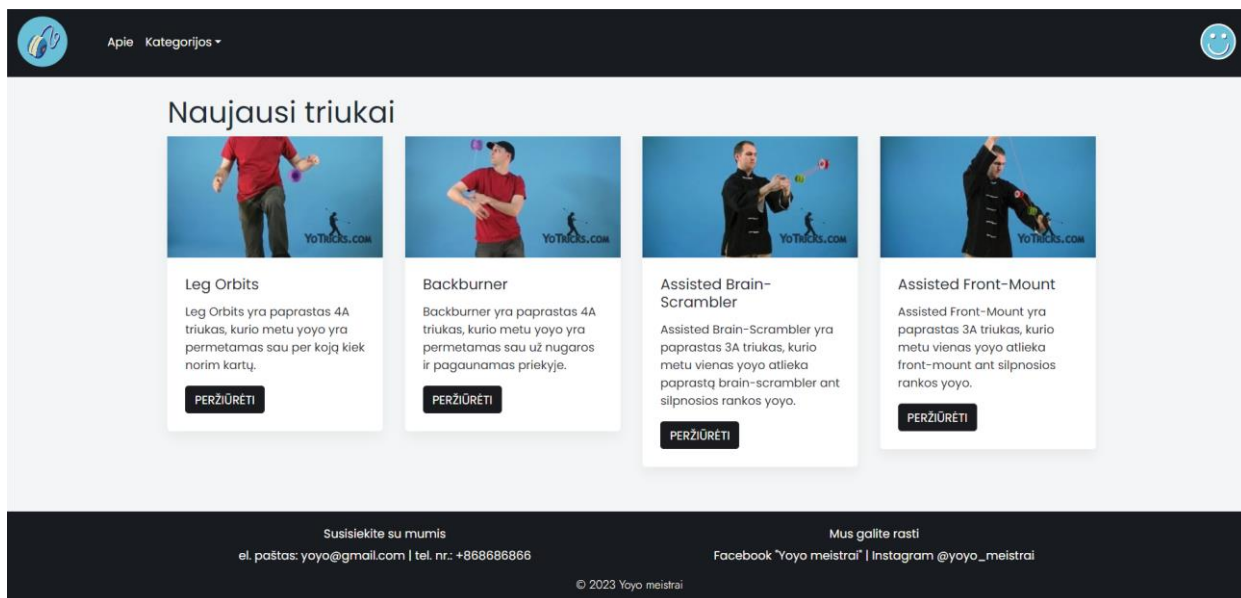 Apie Kategorijos
Naujausi triukai
YoTricks.com
YoTricks.com
YoTricks.com
YoTricks.com
Leg Orbits
Leg Orbits yra paprastas 4A
triukas, kurio metu yoyo yra
permetamas sau per koją kiek
norim kartų.
PERŽIŪRĖTI
Backburner
Backburner yra paprastas 4A
triukas, kurio metu yoyo yra
permetamas sau už nugaros
ir pagaunamas priekyje.
PERŽIŪRĖTI
Assisted Brain-
Scrambler
Assisted Brain-Scrambler yra
paprastas 3A triukas, kurio
metu vienas yoyo atlieka
paprastą brain-scrambler ant
silpnosios rankos yoyo.
PERŽIŪRĖTI
Assisted Front-Mount
Assisted Front-Mount yra
paprastas 3A triukas, kurio
metu vienas yoyo atlieka
front-mount ant silpnosios
rankos yoyo.
PERŽIŪRĖTI
Susisiekite su mumis
el. paštas: yoyo@gmail.com | tel. nr.: +868686866
Mus galite rasti
Facebook "Yoyo meistrai" | Instagram @yoyo_meistrai
© 2023 Yoyo meistrai